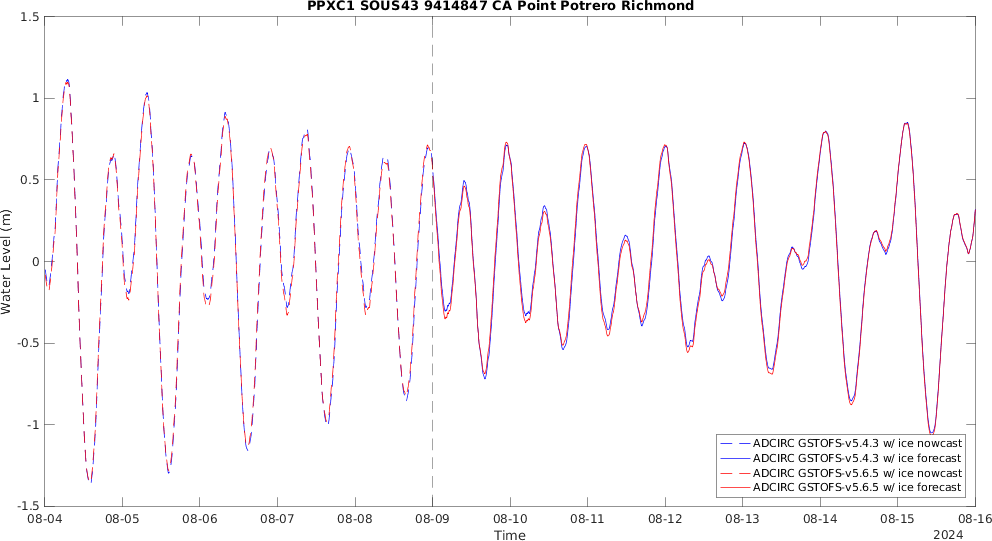 PPXC1 SOUS43 9414847 CA Point Potrero Richmond
1.5
1
0.5
0
-0.5
-1
-1.5
Water Level (m)
ADCIRC GSTOFS-v5.4.3 w/ ice nowcast
ADCIRC GSTOFS-v5.4.3 w/ ice forecast
ADCIRC GSTOFS-v5.6.5 w/ ice nowcast
ADCIRC GSTOFS-v5.6.5 w/ ice forecast
08-04 08-05 08-06 08-07 08-08 08-09 08-10 08-11 08-12 08-13 08-14 08-15 08-16
Time
2024